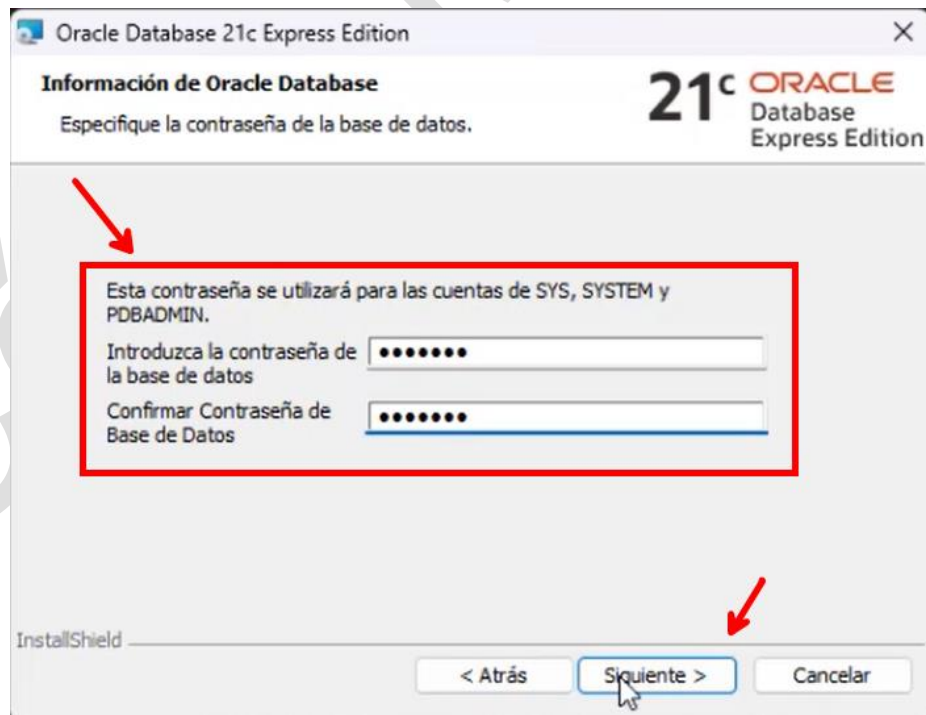 Oracle Database 21c Express Edition
Información de Oracle Database
Especifique la contraseña de la base de datos.
21c ORACLE
Database
Express Edition
Esta contraseña se utilizará para las cuentas de SYS, SYSTEM y
PDBADMIN.
Introduzca la contraseña de
la base de datos
•••••••
Confirmar Contraseña de
Base de Datos
•••••••
InstallShield
< Atrás
Siguiente >
Cancelar